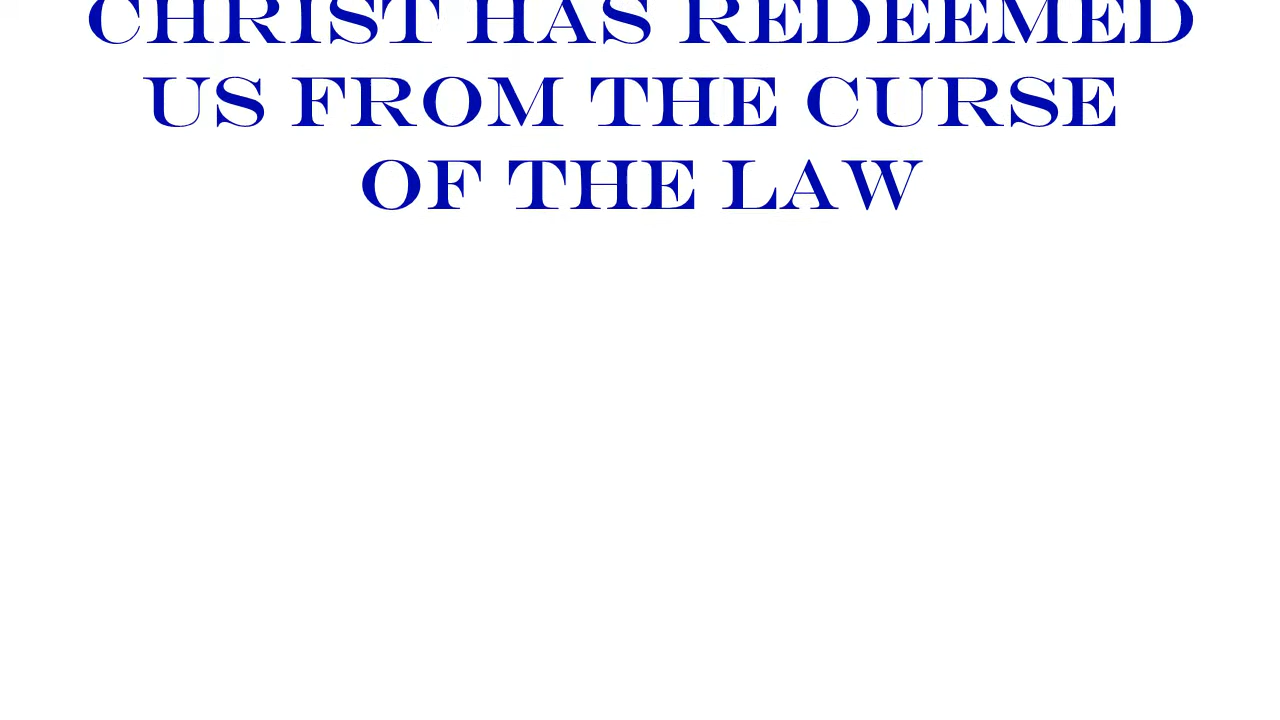 CHRIST HAS REDEEMED
US FROM THE CURSE
OF THE LAW